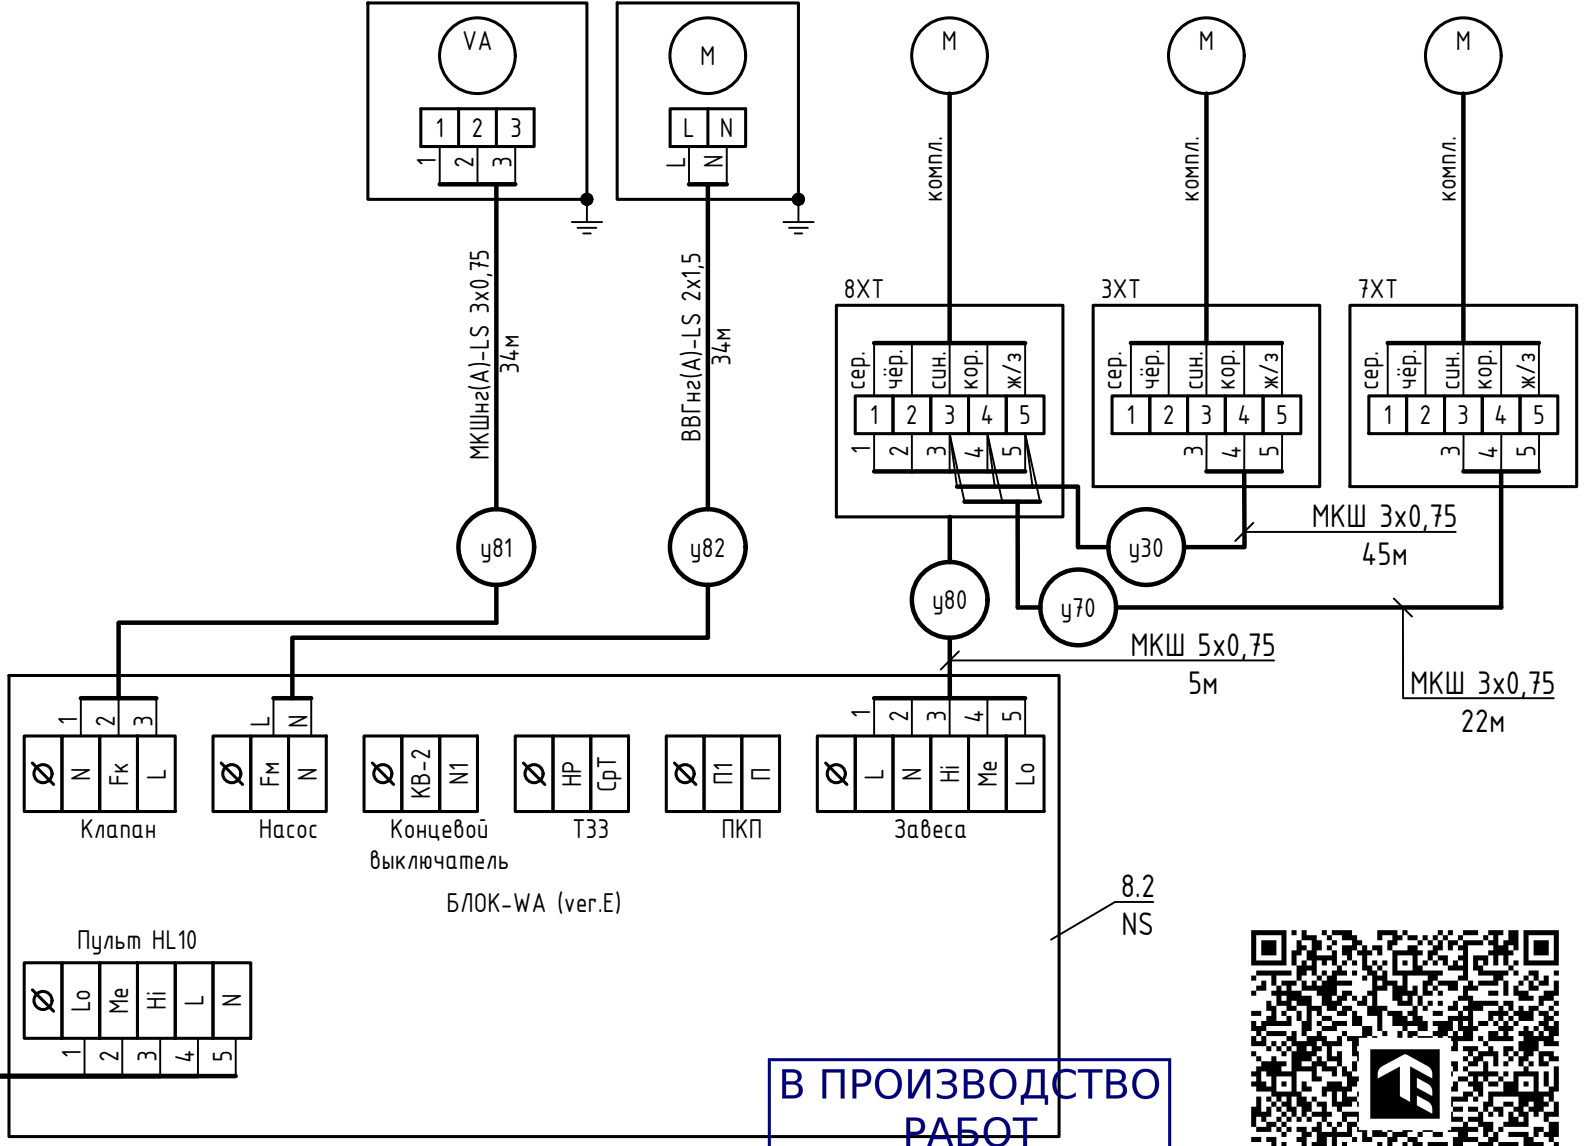 VA
M
M
M
M
1 2 3
L N
1 2 3
L N
компл.
компл.
компл.
МКШнг(А)-LS 3х0,75
34м
ВВГнг(А)-LS 2х1,5
34м
8ХТ
3ХТ
7ХТ
сер. чёр. син. кор. ж/з
сер. чёр. син. кор. ж/з
сер. чёр. син. кор. ж/з
1 2 3 4 5
1 2 3 4 5
1 2 3 4 5
1 2 3 4 5
3 4 5
3 4 5
у81
у82
у30
у80
у70
МКШ 3х0,75
45м
МКШ 5х0,75
5м
МКШ 3х0,75
22м
1 2 3
L N
1 2 3 4 5
Ø N Fк L
Ø Fм N
Ø КВ-2 N1
Ø НР СрТ
Ø П1 П
Ø L N Hi Me Lo
Клапан
Насос
Концевой
выключатель
ТЗЗ
ПКП
Завеса
БЛОК-WA (ver.E)
8.2
NS
Пульт HL10
Ø Lo Me Hi L N
1 2 3 4 5
В ПРОИЗВОДСТВО
РАБОТ